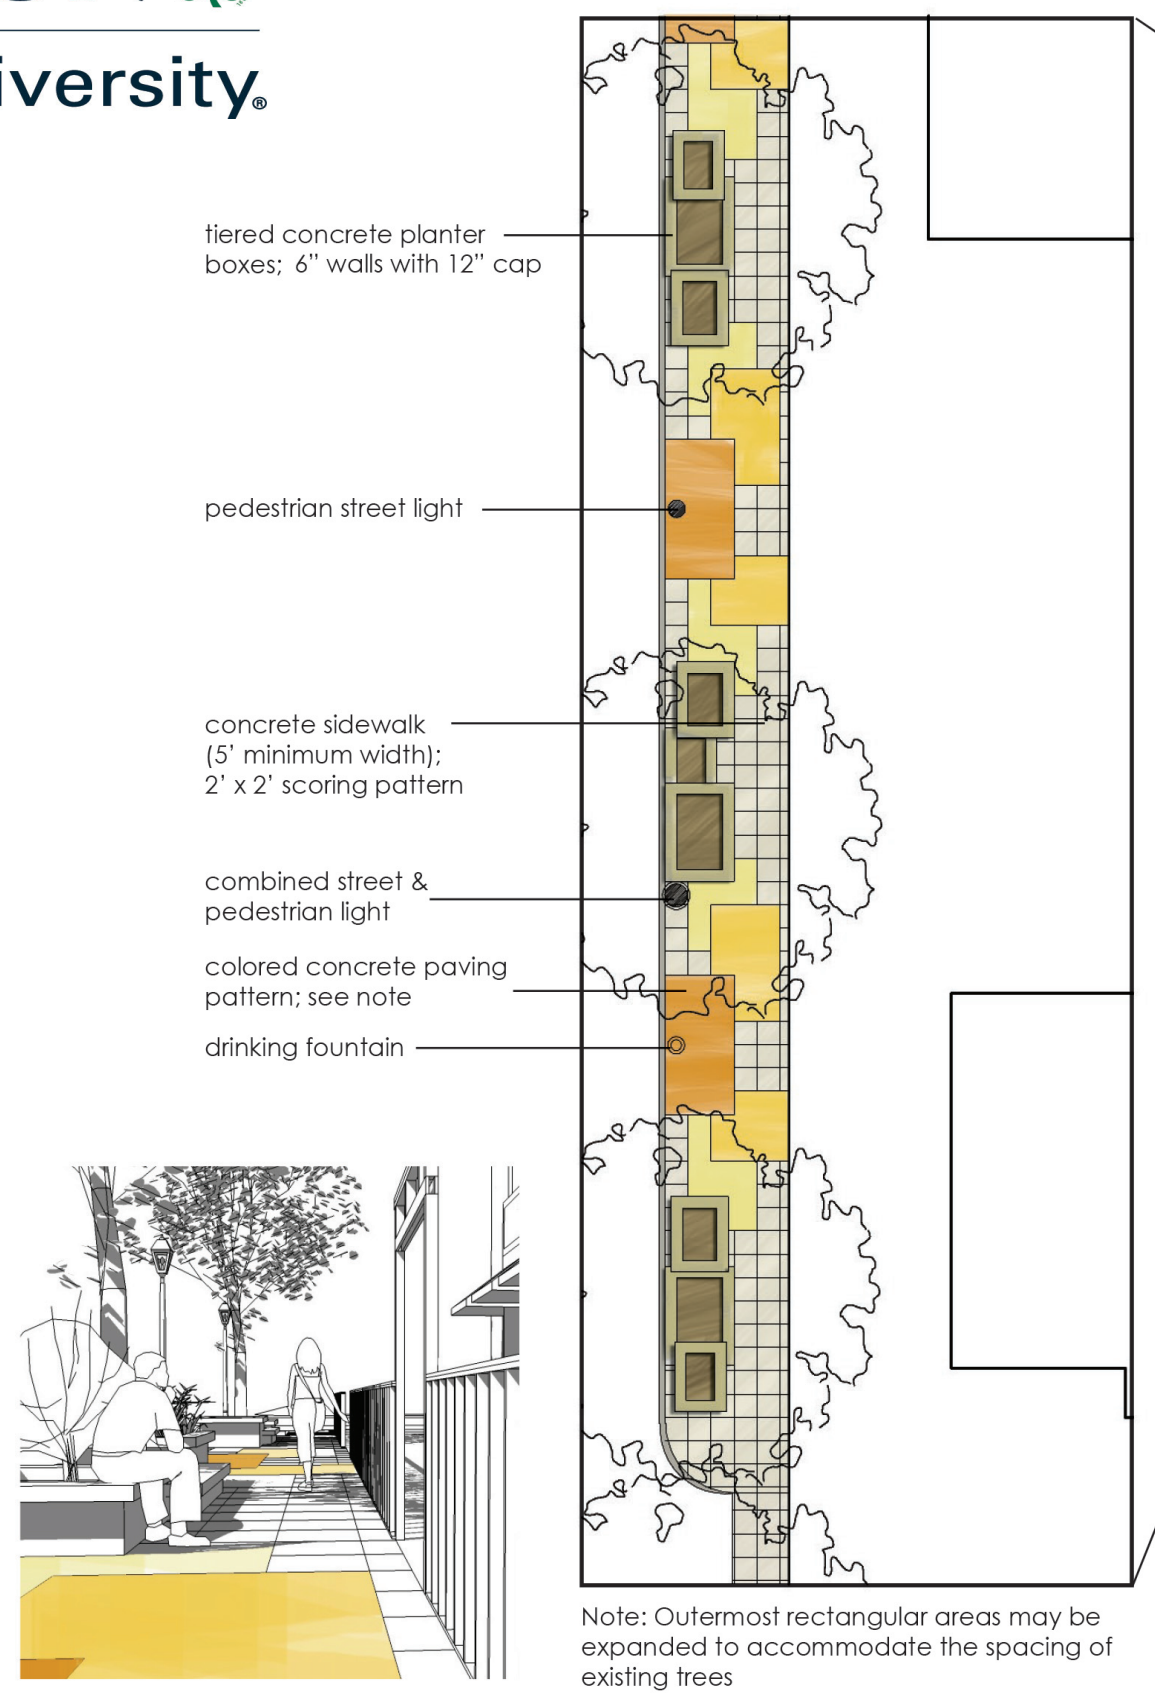 iversity®
tiered concrete planter
boxes; 6” walls with 12” cap
pedestrian street light
concrete sidewalk
(5’ minimum width);
2’ x 2’ scoring pattern
combined street &
pedestrian light
colored concrete paving
pattern; see note
drinking fountain
Note: Outermost rectangular areas may be
expanded to accommodate the spacing of
existing trees